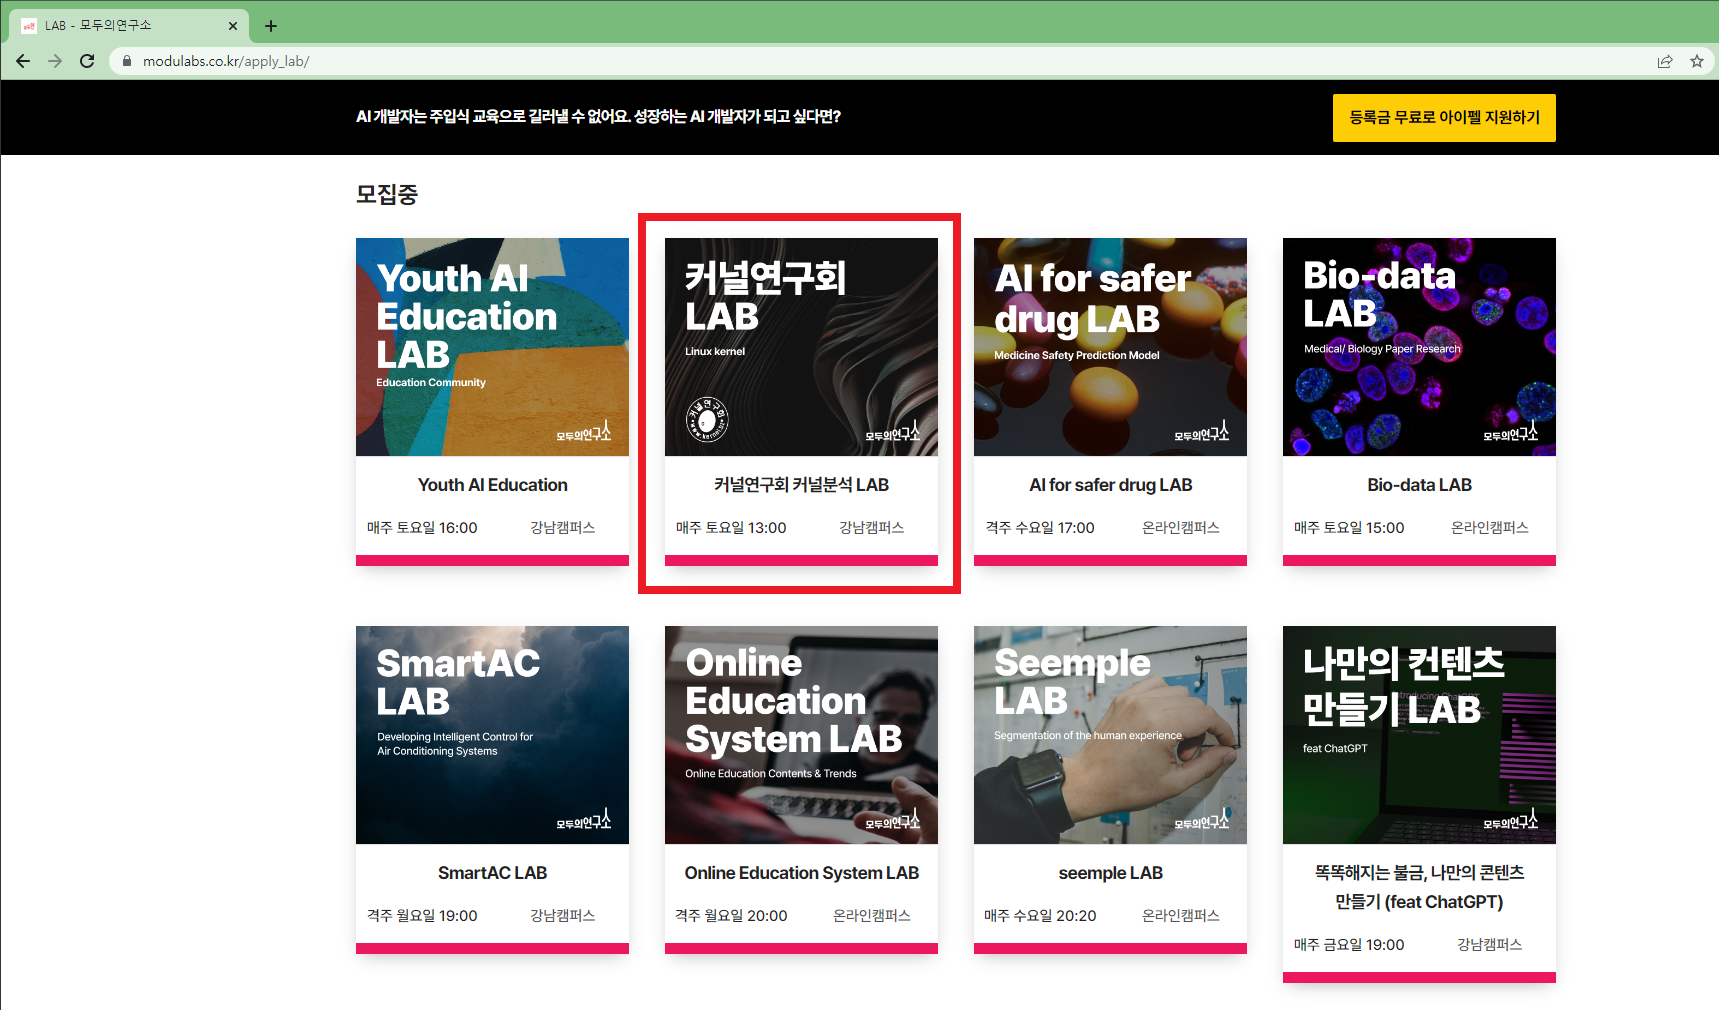 LAB - 모두의연구소
modulabs.co.kr/apply_lab/
AI 개발자는 주입식 교육으로 길러낼 수 없어요. 성장하는 AI 개발자가 되고 싶다면?
등록금 무료로 아이펠 지원하기
모집중
Youth AI
Education
LAB
Education Community
모두의연구소
Youth AI Education
매주 토요일 16:00
강남캠퍼스
커널연구회
LAB
Linux kernel
커널연구회
모두의연구소
커널연구회 커널분석 LAB
매주 토요일 13:00
강남캠퍼스
AI for safer
drug LAB
Medicine Safety Prediction Model
모두의연구소
AI for safer drug LAB
격주 수요일 17:00
온라인캠퍼스
Bio-data
LAB
Medical/ Biology Paper Research
모두의연구소
Bio-data LAB
매주 토요일 15:00
온라인캠퍼스
SmartAC
LAB
Developing Intelligent Control for
Air Conditioning Systems
모두의연구소
SmartAC LAB
격주 월요일 19:00
강남캠퍼스
Online
Education
System LAB
Online Education Contents & Trends
모두의연구소
Online Education System LAB
격주 월요일 20:00
온라인캠퍼스
Seemple
LAB
Segmentation of the human experience
모두의연구소
seemple LAB
매주 수요일 20:20
온라인캠퍼스
나만의 컨텐츠
만들기 LAB
feat ChatGPT
모두의연구소
똑똑해지는 불금, 나만의 콘텐츠
만들기 (feat ChatGPT)
매주 금요일 19:00
강남캠퍼스